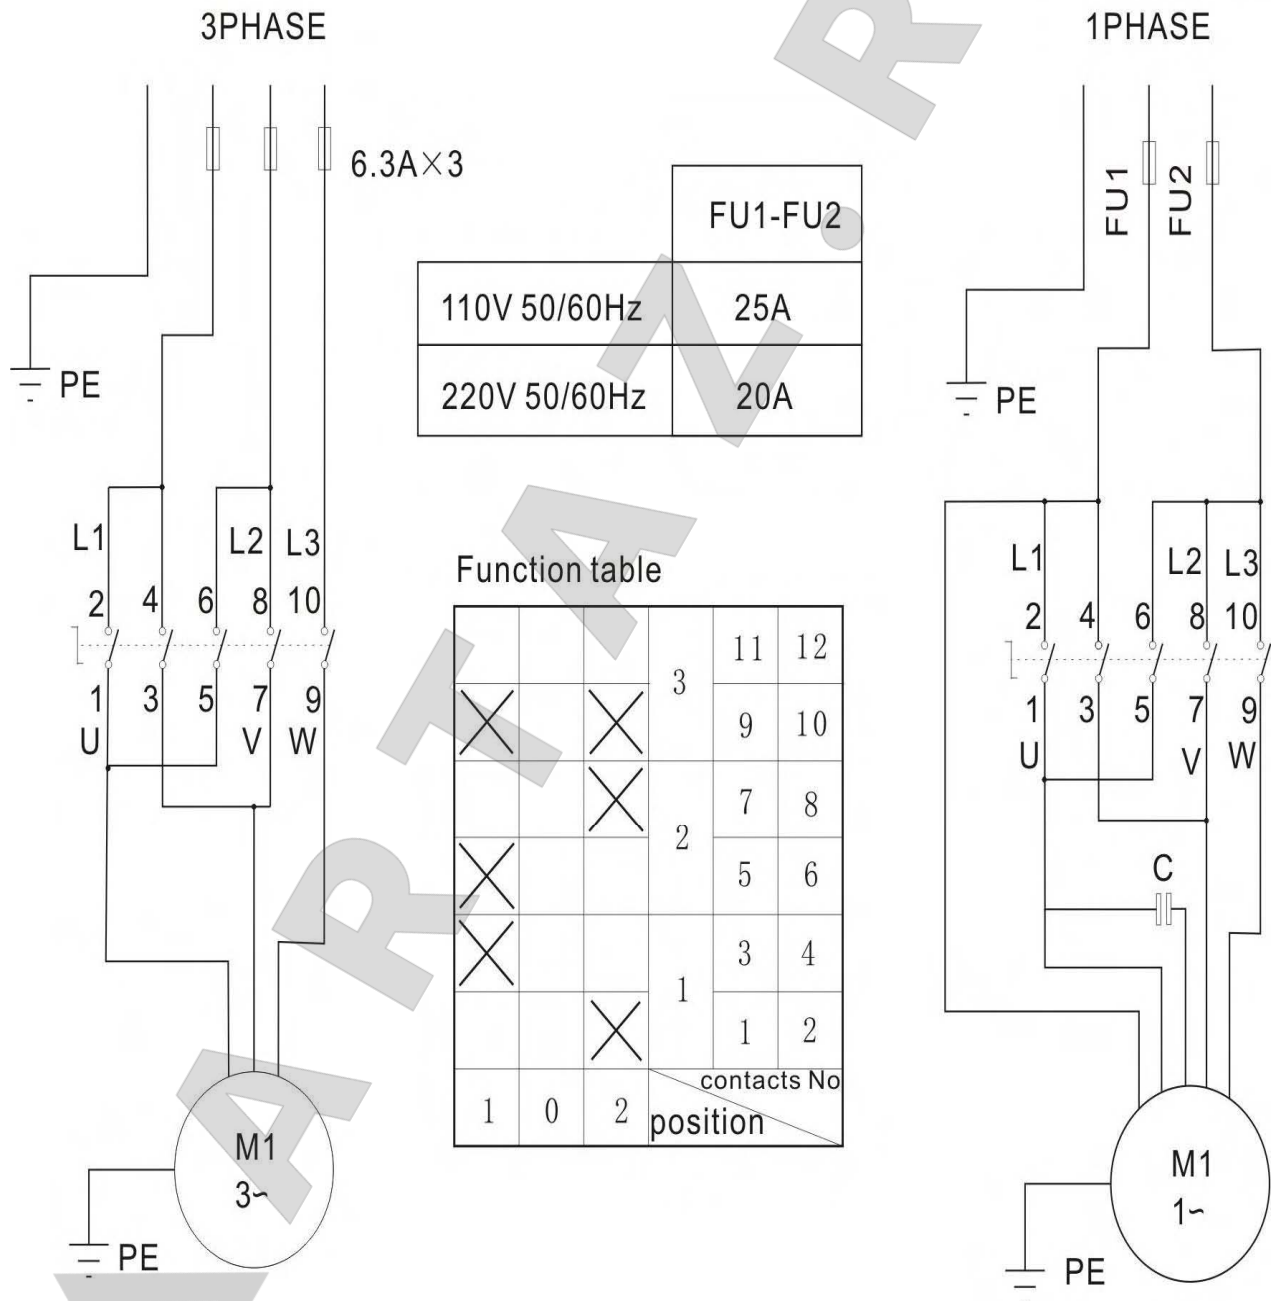 3PHASE
1PHASE
6.3A×3
FU1
FU2
FU1-FU2
110V 50/60Hz
25A
220V 50/60Hz
20A
PE
PE
L1
L2
L3
2
4
6
8
10
1
3
5
7
9
U
V
W
Function table
3
11
12
9
10
2
7
8
5
6
1
3
4
1
2
contacts No
1
0
2
position
L1
L2
L3
2
4
6
8
10
1
3
5
7
9
U
V
W
C
M1
3~
PE
M1
1~
PE
ARTAZ.R